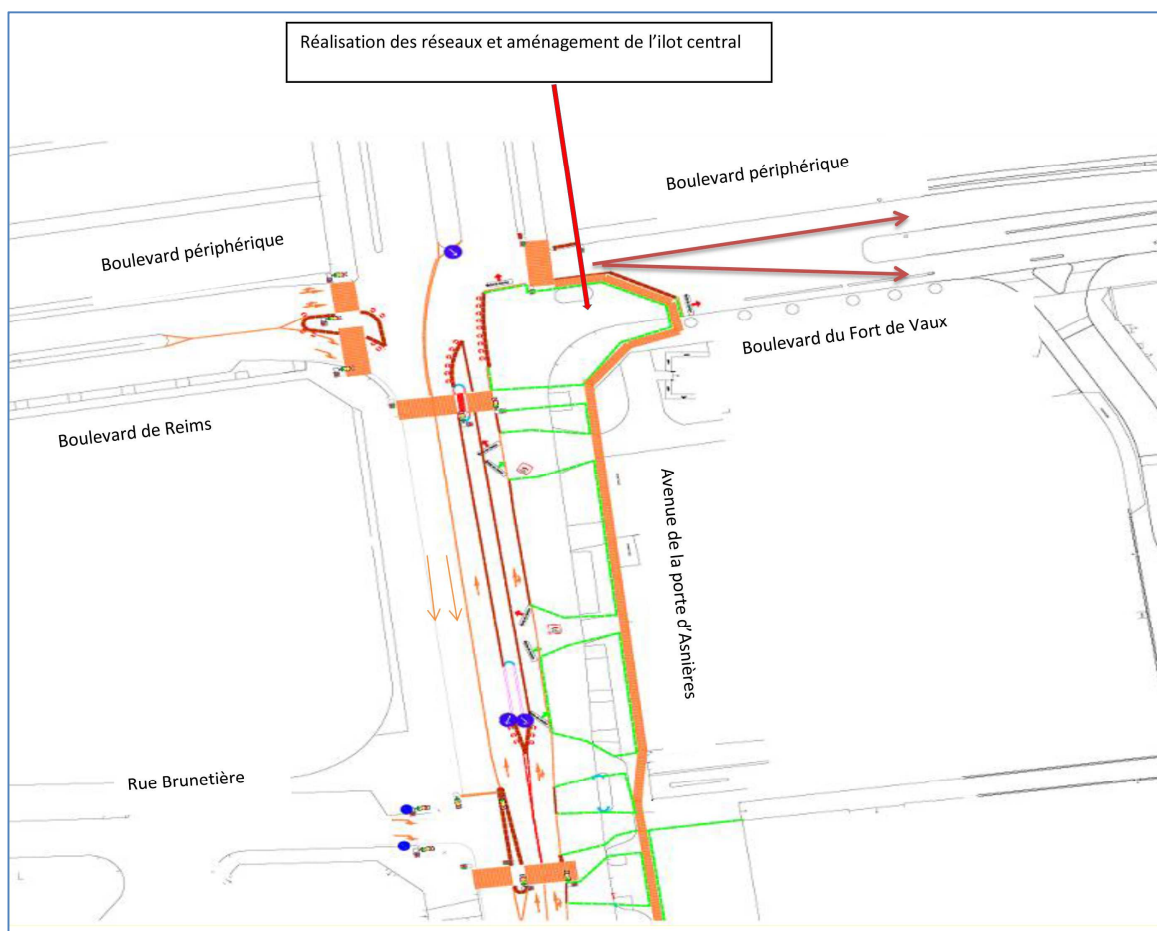 Réalisation des réseaux et aménagement de l'ilot central
Boulevard périphérique
Boulevard périphérique
Boulevard du Fort de Vaux
Boulevard de Reims
Avenue de la porte d'Asnières
Rue Brunetière